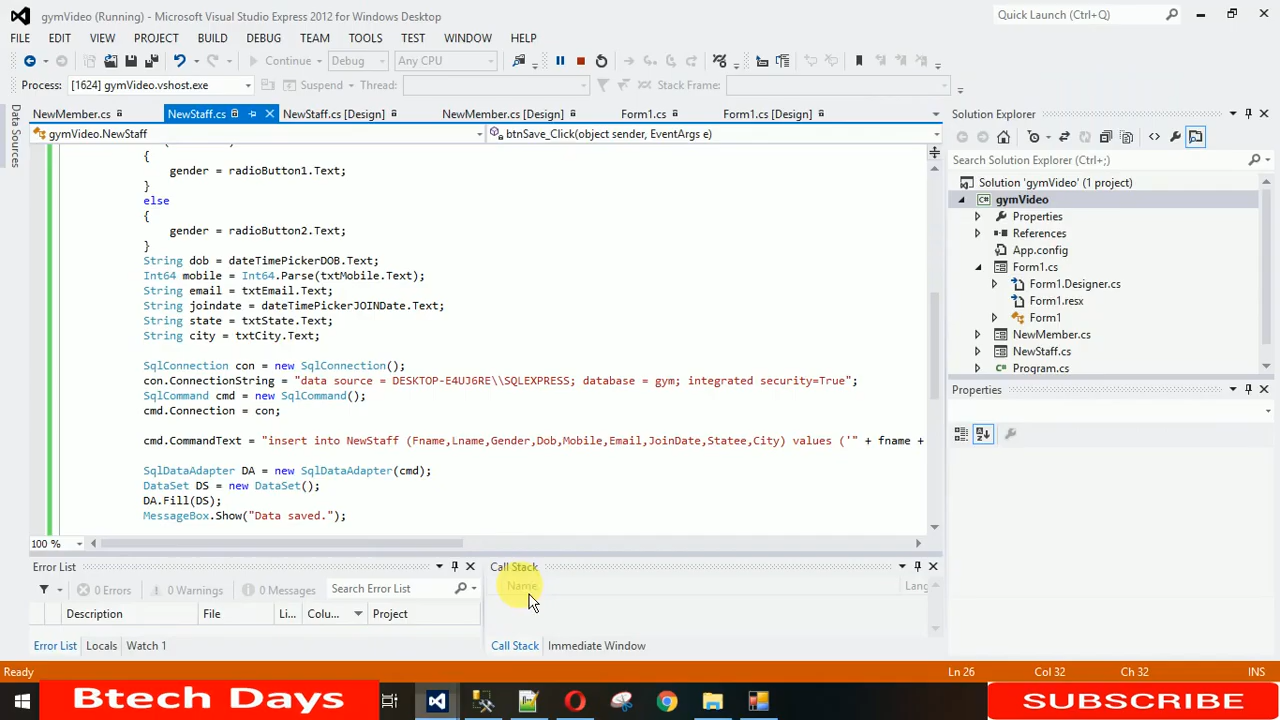 gymVideo (Running) - Microsoft Visual Studio Express 2012 for Windows Desktop
Quick Launch (Ctrl+Q)
FILE EDIT VIEW PROJECT BUILD DEBUG TEAM TOOLS TEST WINDOW HELP
Continue Debug Any CPU
Process: [1624] gymVideo.vshost.exe Suspend Thread: Stack Frame:
Data Sources
NewMember.cs NewStaff.cs NewStaff.cs [Design] NewMember.cs [Design] Form1.cs Form1.cs [Design]
gymVideo.NewStaff btnSave_Click(object sender, EventArgs e)
{
gender = radioButton1.Text;
}
else
{
gender = radioButton2.Text;
}
String dob = dateTimePickerDOB.Text;
Int64 mobile = Int64.Parse(txtMobile.Text);
String email = txtEmail.Text;
String joindate = dateTimePickerJOINDate.Text;
String state = txtState.Text;
String city = txtCity.Text;
SqlConnection con = new SqlConnection();
con.ConnectionString = "data source = DESKTOP-E4UJ6RE\\SQLEXPRESS; database = gym; integrated security=True";
SqlCommand cmd = new SqlCommand();
cmd.Connection = con;
cmd.CommandText = "insert into NewStaff (Fname,Lname,Gender,Dob,Mobile,Email,JoinDate,Statee,City) values ('" + fname +
SqlDataAdapter DA = new SqlDataAdapter(cmd);
DataSet DS = new DataSet();
DA.Fill(DS);
MessageBox.Show("Data saved.");
100 %
Solution Explorer
Search Solution Explorer (Ctrl+;)
Solution 'gymVideo' (1 project)
gymVideo
Properties
References
App.config
Form1.cs
Form1.Designer.cs
Form1.resx
Form1
NewMember.cs
NewStaff.cs
Program.cs
Properties
Error List
0 Errors 0 Warnings 0 Messages Search Error List
Description File Li... Colu... Project
Error List Locals Watch 1
Call Stack
Name Lang
Call Stack Immediate Window
Ready Ln 26 Col 32 Ch 32 INS
Btech Days
SUBSCRIBE